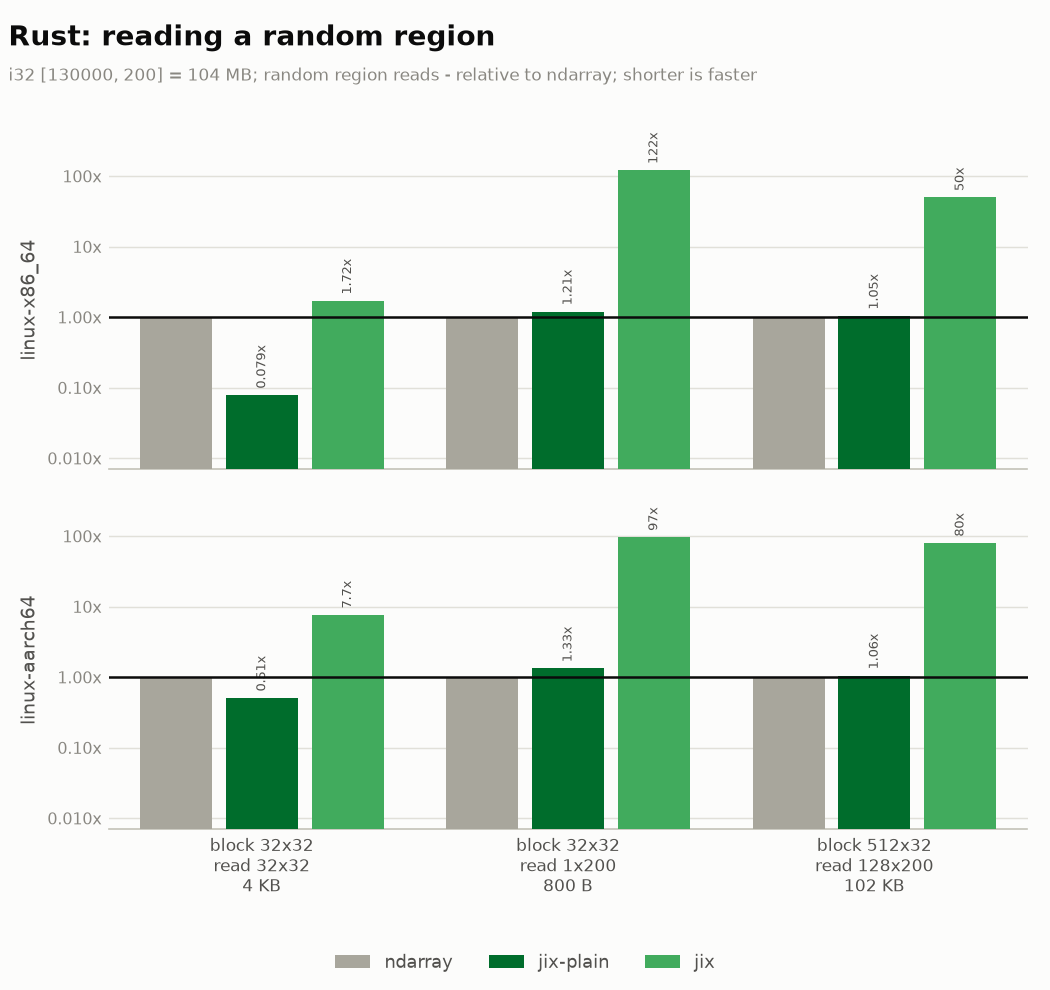 Rust: reading a random region
i32 [130000, 200] = 104 MB; random region reads - relative to ndarray; shorter is faster
linux-x86_64
100x
10x
1.00x
0.10x
0.010x
0.079x
1.72x
1.21x
122x
1.05x
50x
linux-aarch64
100x
10x
1.00x
0.10x
0.010x
0.51x
7.7x
1.33x
97x
1.06x
80x
block 32x32
read 32x32
4 KB
block 32x32
read 1x200
800 B
block 512x32
read 128x200
102 KB
ndarray
jix-plain
jix